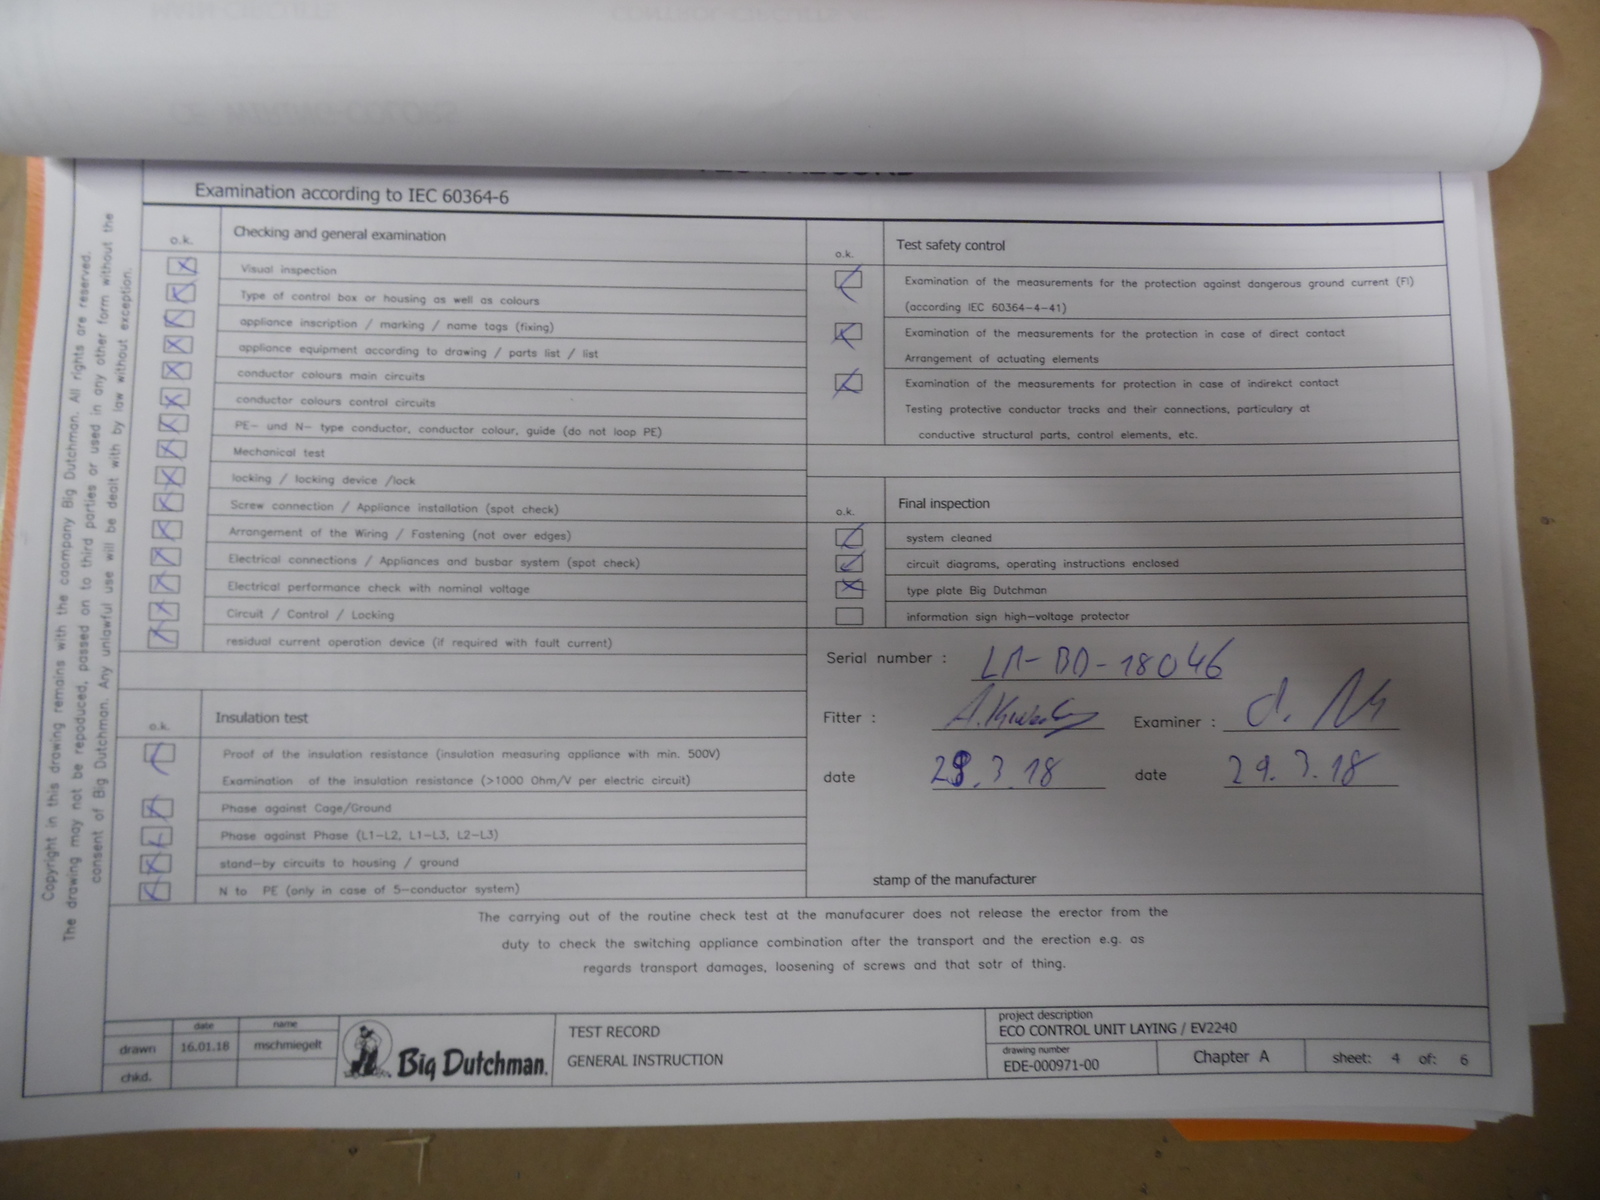 TEST RECORD
Examination according to IEC 60364-6
o.k.
Checking and general examination
Visual inspection
Type of control box or housing as well as colours
appliance inscription / marking / name tags (fixing)
appliance equipment according to drawing / parts list / list
conductor colours main circuits
conductor colours control circuits
PE- und N- type conductor, conductor colour, guide (do not loop PE)
Mechanical test
locking / locking device /lock
Screw connection / Appliance installation (spot check)
Arrangement of the Wiring / Fastening (not over edges)
Electrical connections / Appliances and busbar system (spot check)
Electrical performance check with nominal voltage
Circuit / Control / Locking
residual current operation device (if required with fault current)
o.k.
Insulation test
Proof of the insulation resistance (insulation measuring appliance with min. 500V)
Examination of the insulation resistance (>1000 Ohm/V per electric circuit)
Phase against Cage/Ground
Phase against Phase (L1-L2, L1-L3, L2-L3)
stand-by circuits to housing / ground
N to PE (only in case of 5-conductor system)
o.k.
Test safety control
Examination of the measurements for the protection against dangerous ground current (FI)
(according IEC 60364-4-41)
Examination of the measurements for the protection in case of direct contact
Arrangement of actuating elements
Examination of the measurements for protection in case of indirekct contact
Testing protective conductor tracks and their connections, particulary at
conductive structural parts, control elements, etc.
o.k.
Final inspection
system cleaned
circuit diagrams, operating instructions enclosed
type plate Big Dutchman
information sign high-voltage protector
Serial number : LA-BD-18046
Fitter :
Examiner :
date 28.3.18
date 29.3.18
stamp of the manufacturer
The carrying out of the routine check test at the manufacurer does not release the erector from the
duty to check the switching appliance combination after the transport and the erection e.g. as
regards transport damages, loosening of screws and that sotr of thing.
Copyright in this drawing remains with the coompany Big Dutchman. All rights are reserved.
The drawing may not be repoduced, passed on to third parties or used in any other form without the
consent of Big Dutchman. Any unlawful use will be dealt with by law without exception.
date name
drawn 16.01.18 mschmiegelt
chkd.
Big Dutchman.
TEST RECORD
GENERAL INSTRUCTION
project description
ECO CONTROL UNIT LAYING / EV2240
drawing number
EDE-000971-00
Chapter A
sheet: 4 of: 6